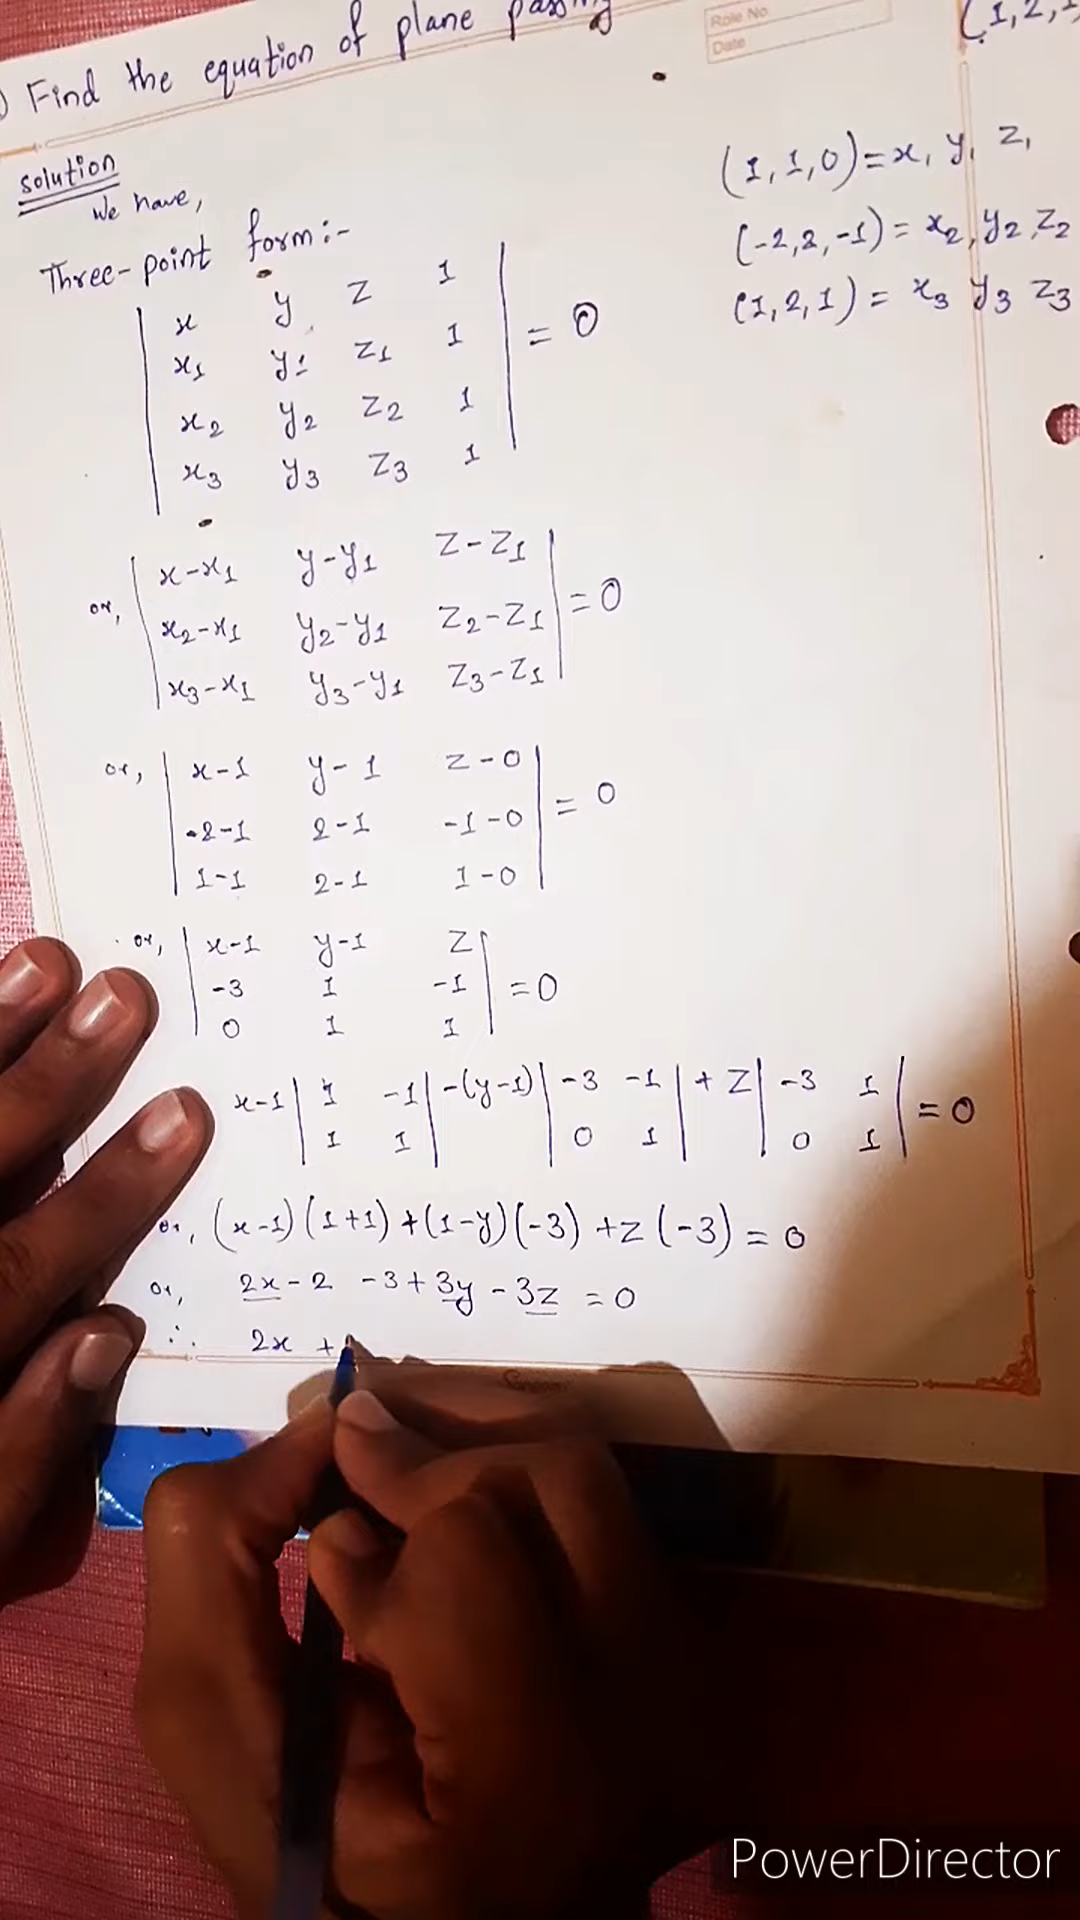 ) Find the equation of plane passing
Role No.
Date
(1,2,1
solution
We have,
Three-point form:-
(1,1,0) = x1 y1 z1
(-2,2,-1) = x2, y2, z2
(1,2,1) = x3 y3 z3
| x y z 1 |
| x1 y1 z1 1 | = 0
| x2 y2 z2 1 |
| x3 y3 z3 1 |
| x-x1 y-y1 z-z1 |
or, | x2-x1 y2-y1 z2-z1 | = 0
| x3-x1 y3-y1 z3-z1 |
or, | x-1 y-1 z-0 |
| -2-1 2-1 -1-0 | = 0
| 1-1 2-1 1-0 |
or, | x-1 y-1 z |
| -3 1 -1 | = 0
| 0 1 1 |
x-1 | 1 -1 | -(y-1) | -3 -1 | + z | -3 1 | = 0
| 1 1 | | 0 1 | | 0 1 |
or, (x-1)(1+1) + (1-y)(-3) + z(-3) = 0
or, 2x-2 -3+3y -3z = 0
∴ 2x +
PowerDirector